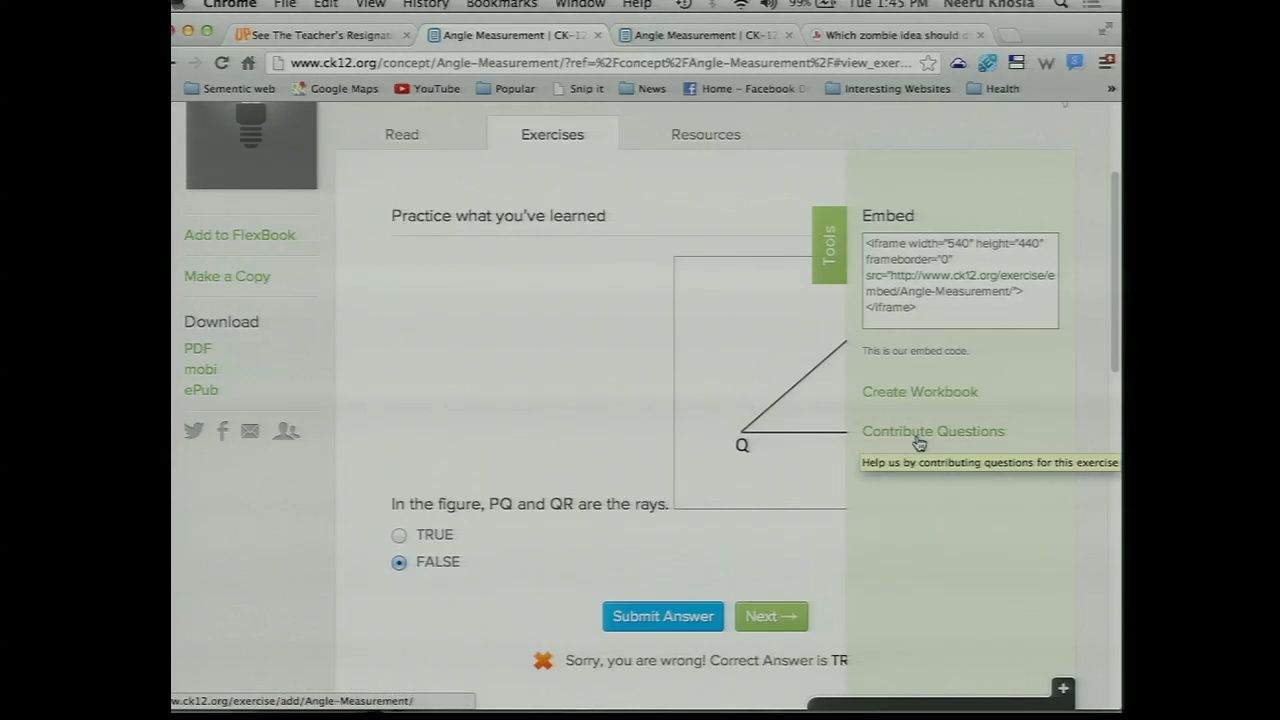 Chrome File Edit View History Bookmarks Window Help 99% Tue 1:45 PM Neeru Khosla
UP See The Teacher's Resignat
Angle Measurement | CK-12
Angle Measurement | CK-12
Which zombie idea should
www.ck12.org/concept/Angle-Measurement/?ref=%2Fconcept%2FAngle-Measurement%2F#view_exer...
Sementic web Google Maps YouTube Popular Snip it News Home - Facebook Interesting Websites Health »
Read Exercises Resources
Add to FlexBook
Make a Copy
Download
PDF
mobi
ePub
Practice what you've learned
Q
In the figure, PQ and QR are the rays.
TRUE
FALSE
Submit Answer
Next →
Sorry, you are wrong! Correct Answer is TR
Tools
Embed
<iframe width="540" height="440"
frameborder="0"
src="http://www.ck12.org/exercise/e
mbed/Angle-Measurement/">
</iframe>
This is our embed code.
Create Workbook
Contribute Questions
Help us by contributing questions for this exercise
w.ck12.org/exercise/add/Angle-Measurement/